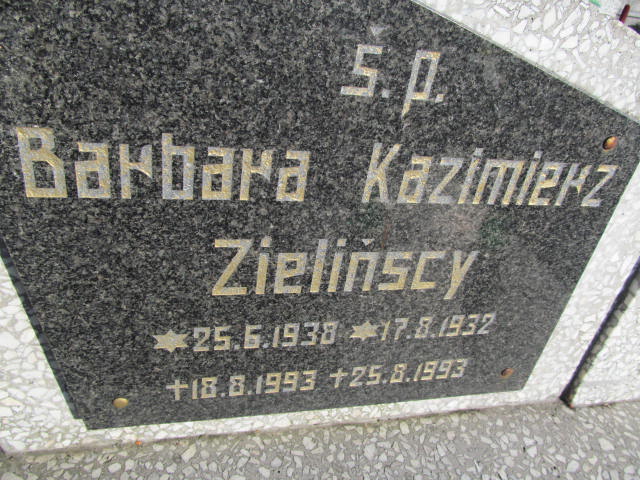 ś.p.
Barbara Kazimierz
Zielińscy
✶25.6.1938 ✶17.8.1932
+18.8.1993 +25.8.1993